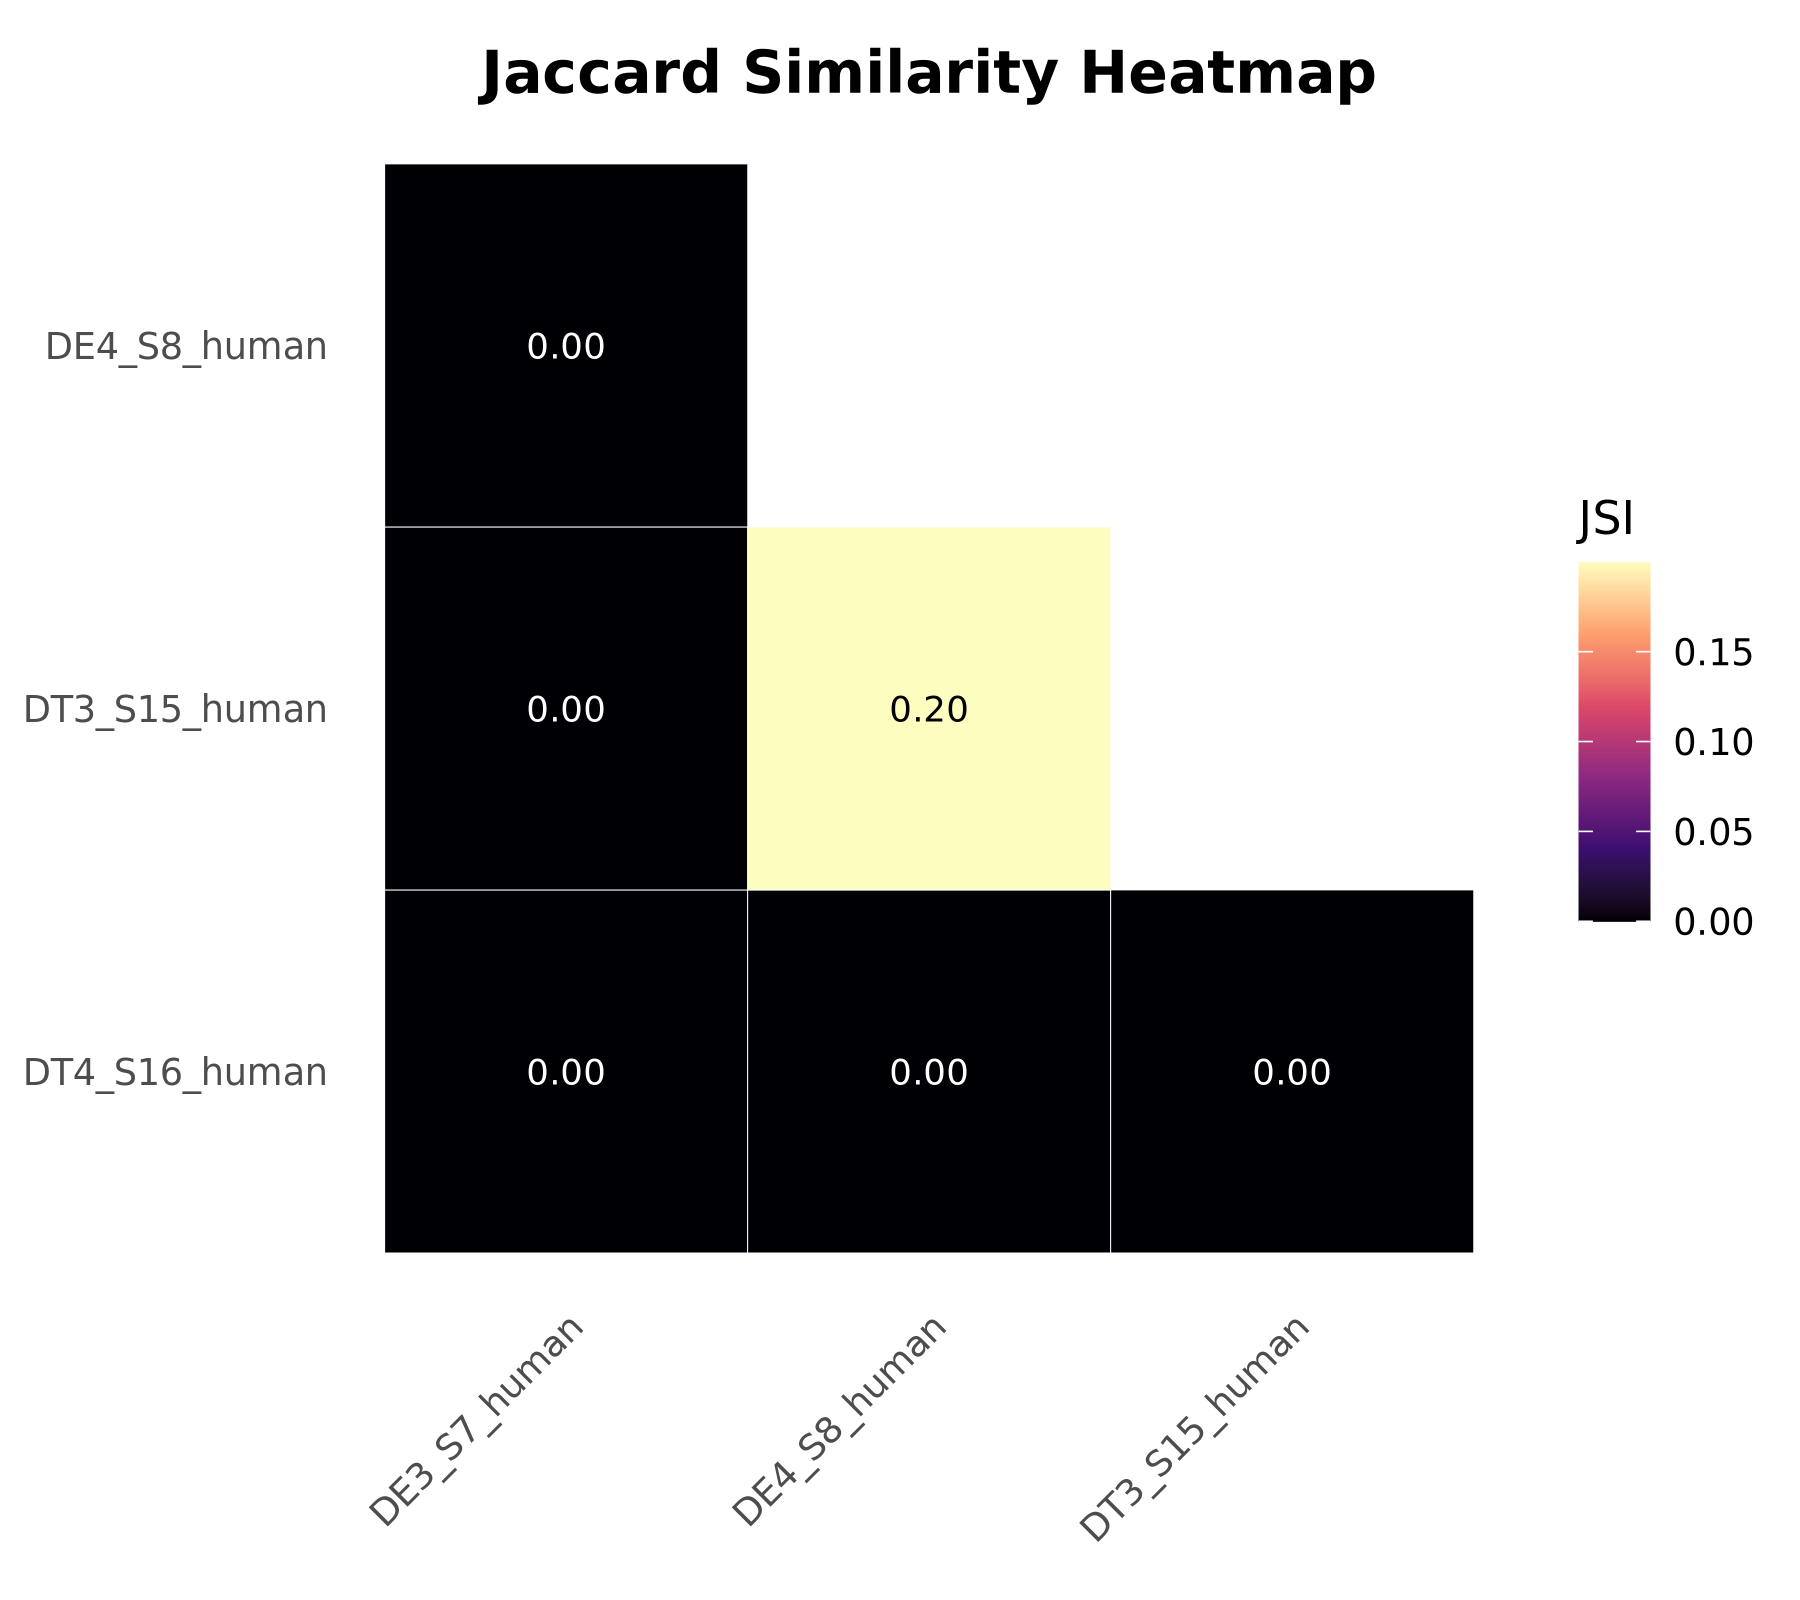 Jaccard Similarity Heatmap
DE4_S8_human
0.00
DT3_S15_human
0.00
0.20
DT4_S16_human
0.00
0.00
0.00
DE3_S7_human
DE4_S8_human
DT3_S15_human
JSI
0.15
0.10
0.05
0.00